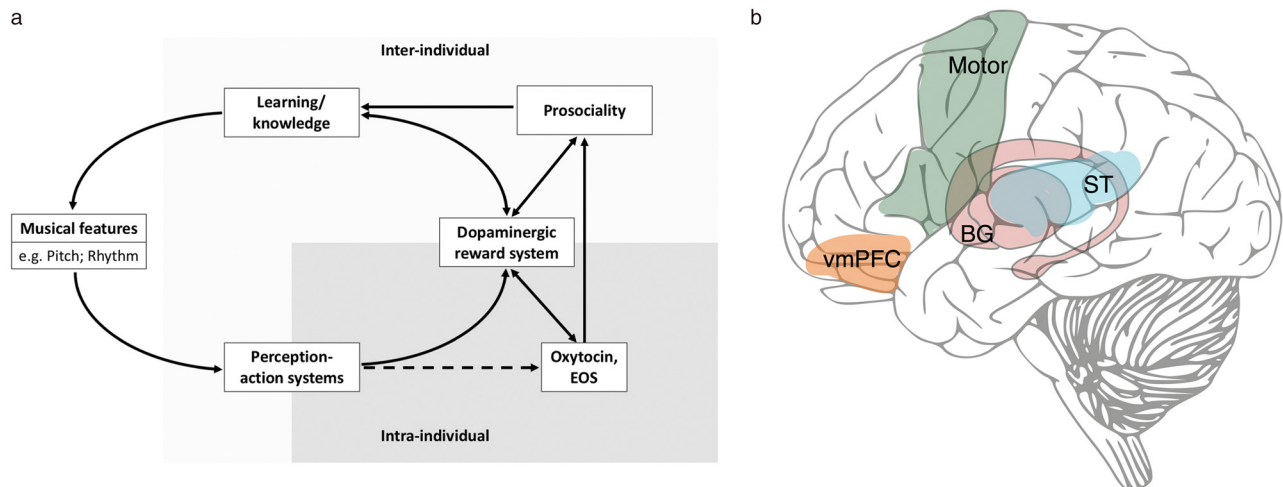 a
Inter-individual
Learning/
knowledge
Prosociality
Musical features
e.g. Pitch; Rhythm
Dopaminergic
reward system
Perception-
action systems
Oxytocin,
EOS
Intra-individual
b
Motor
ST
BG
vmPFC